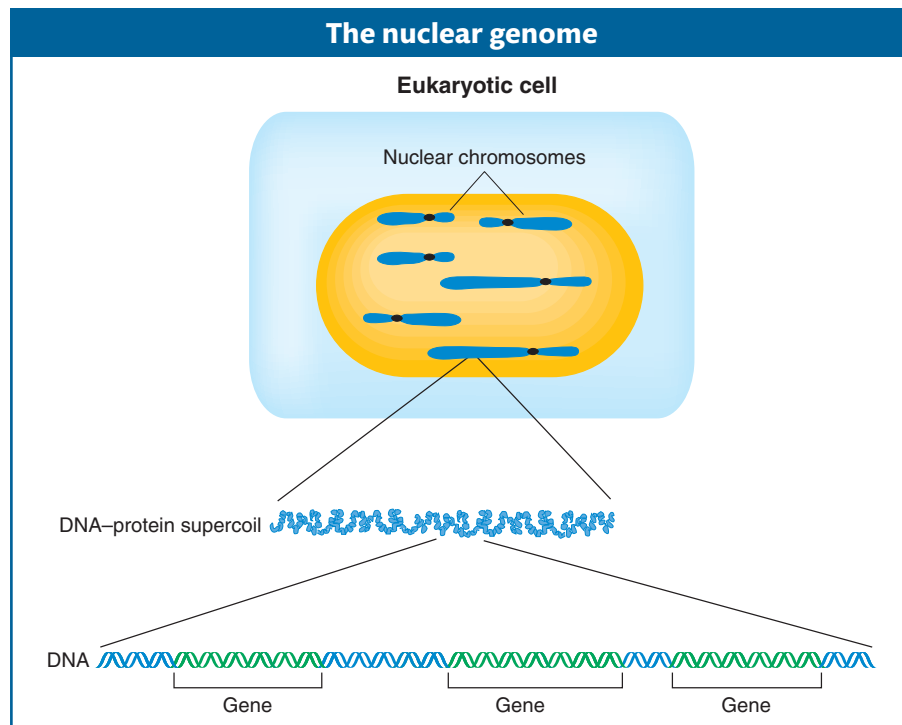 The nuclear genome
Eukaryotic cell
Nuclear chromosomes
DNA–protein supercoil
DNA
Gene
Gene
Gene